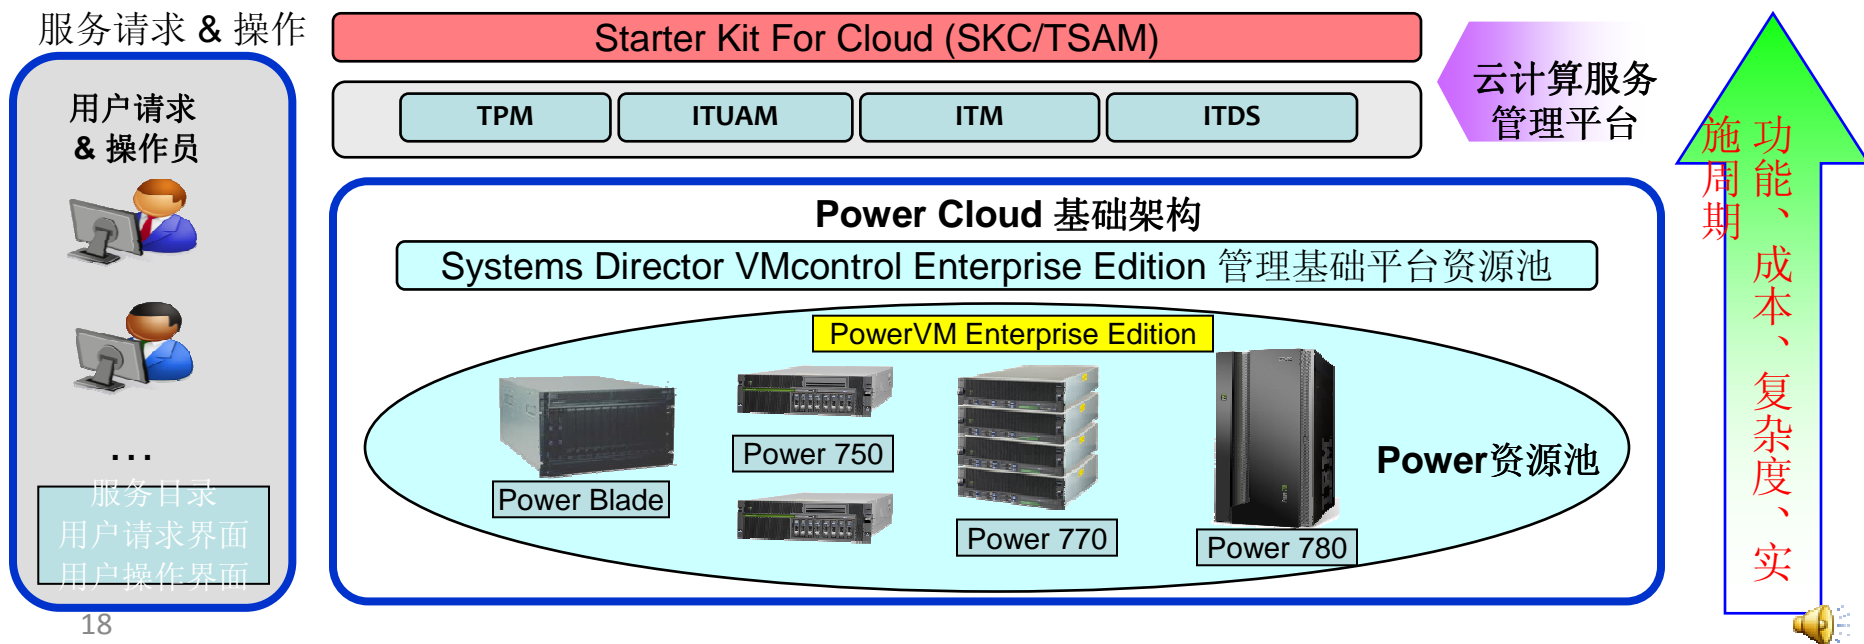 服务请求 & 操作
用户请求
& 操作员
...
服务目录
用户请求界面
用户操作界面
18
Starter Kit For Cloud (SKC/TSAM)
TPM
ITUAM
ITM
ITDS
云计算服务
管理平台
Power Cloud 基础架构
Systems Director VMcontrol Enterprise Edition 管理基础平台资源池
PowerVM Enterprise Edition
Power Blade
Power 750
Power 770
Power 780
Power资源池
功能、成本、复杂度、实
施周期